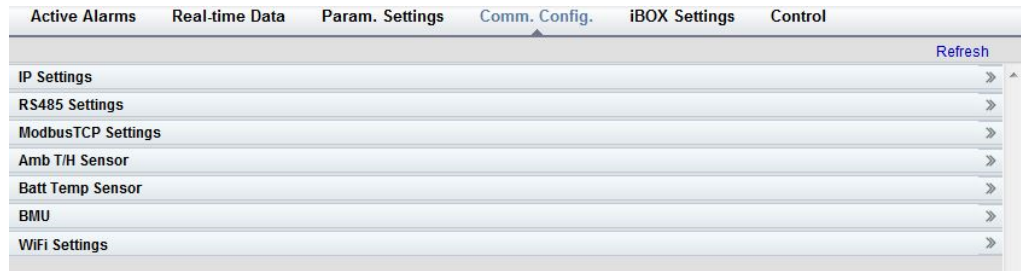 Active Alarms Real-time Data Param. Settings Comm. Config. iBOX Settings Control
Refresh
IP Settings
RS485 Settings
ModbusTCP Settings
Amb T/H Sensor
Batt Temp Sensor
BMU
WiFi Settings